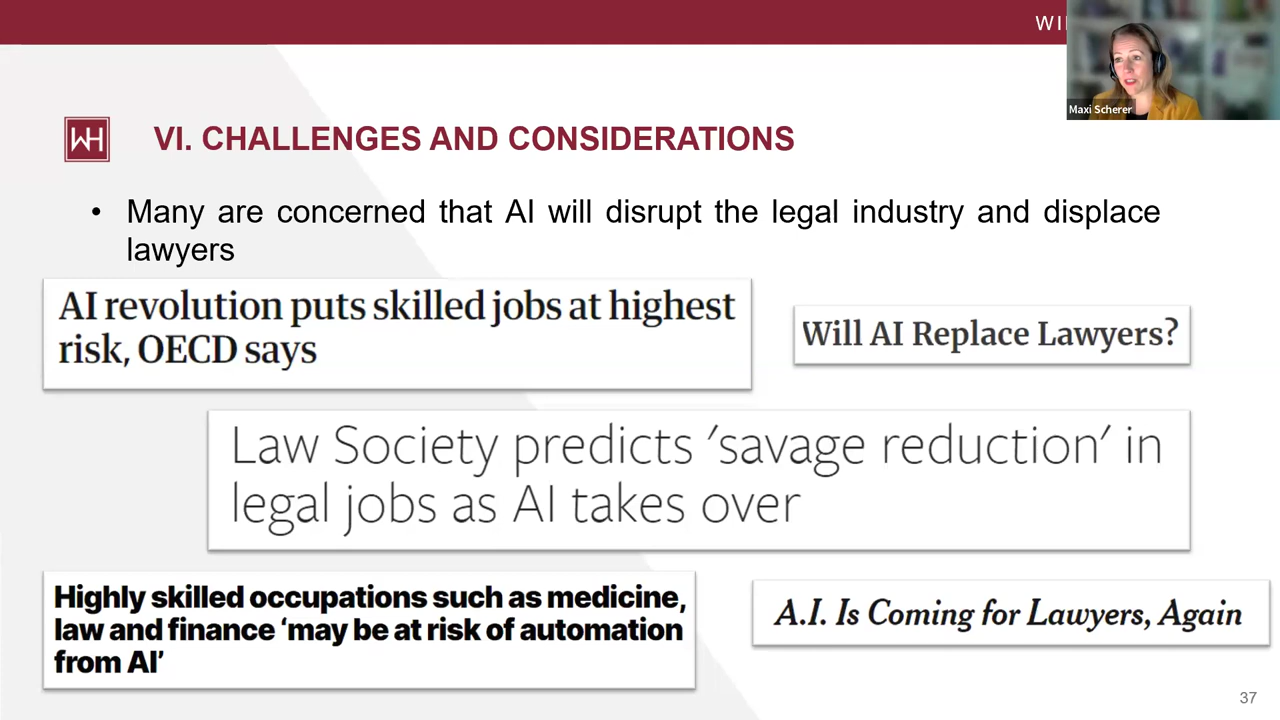 WI
Maxi Scherer
WH
VI. CHALLENGES AND CONSIDERATIONS
• Many are concerned that AI will disrupt the legal industry and displace
lawyers
AI revolution puts skilled jobs at highest
risk, OECD says
Will AI Replace Lawyers?
Law Society predicts 'savage reduction' in
legal jobs as AI takes over
Highly skilled occupations such as medicine,
law and finance ‘may be at risk of automation
from AI’
A.I. Is Coming for Lawyers, Again
37